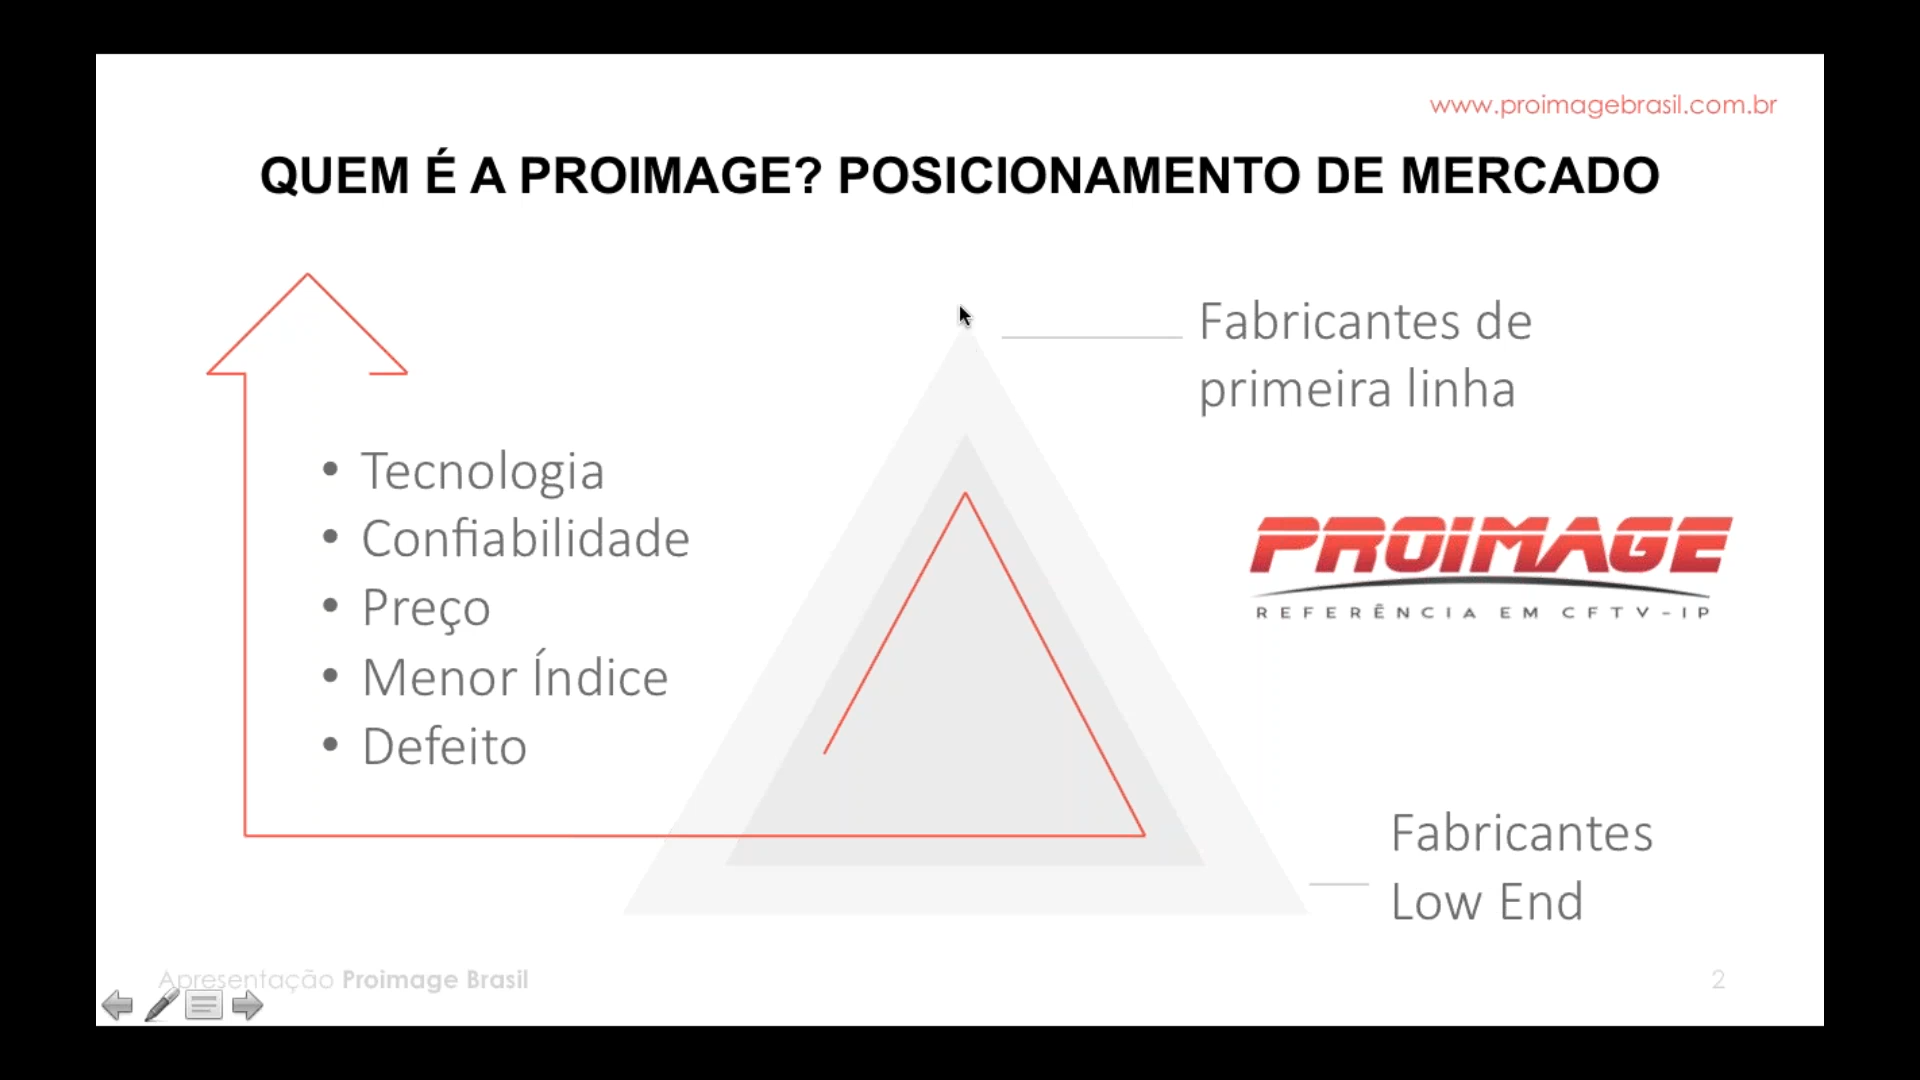 www.proimagebrasil.com.br
QUEM É A PROIMAGE? POSICIONAMENTO DE MERCADO
Fabricantes de
primeira linha
• Tecnologia
• Confiabilidade
• Preço
• Menor Índice
• Defeito
PROIMAGE
REFERÊNCIA EM CFTV-IP
Fabricantes
Low End
Apresentação Proimage Brasil
2